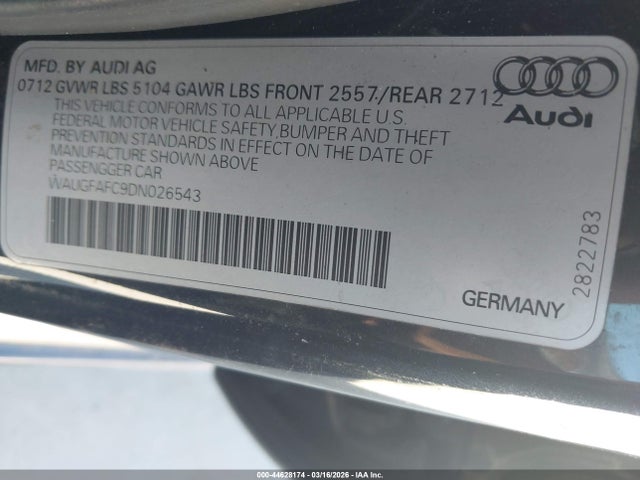 MFD. BY AUDI AG
0712 GVWR LBS 5104 GAWR LBS FRONT 2557/REAR 2712
THIS VEHICLE CONFORMS TO ALL APPLICABLE U S
FEDERAL MOTOR VEHICLE SAFETY,BUMPER AND THEFT
PREVENTION STANDARDS IN EFFECT ON THE DATE OF
MANUFACTURE SHOWN ABOVE
PASSENGGER CAR
WAUGFAFC9DN026543
Audi
GERMANY
2822783
000-44628174 — 03/16/2026 — IAA Inc.